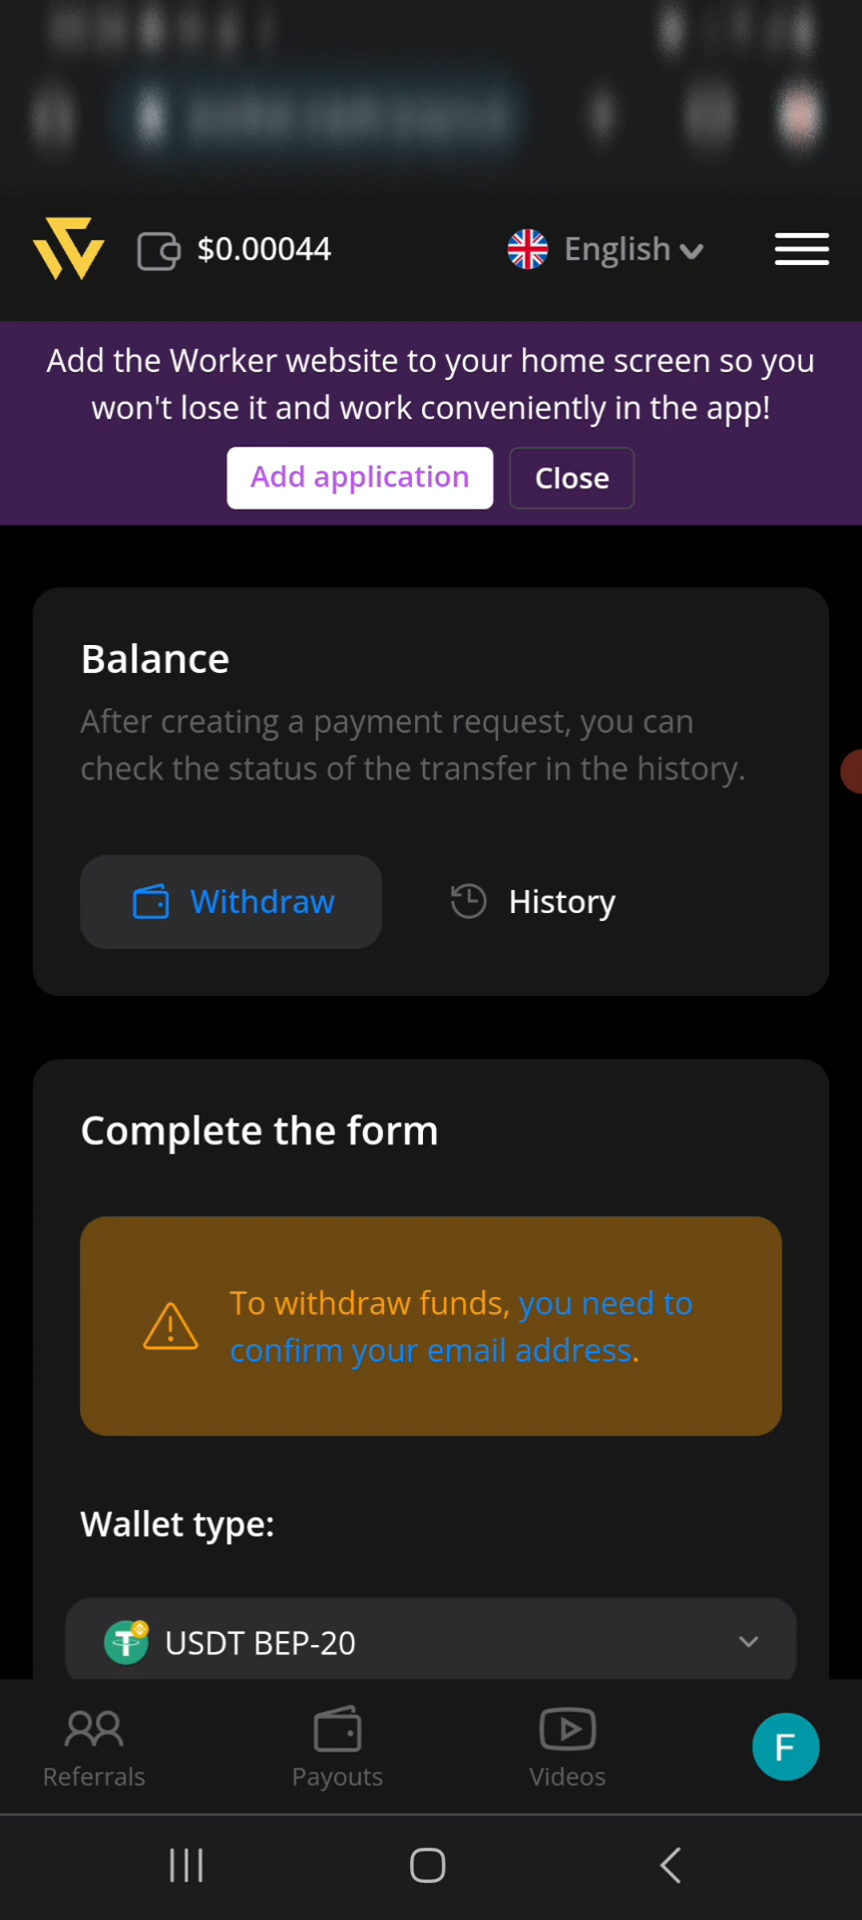 $0.00044
English
Add the Worker website to your home screen so you
won't lose it and work conveniently in the app!
Add application
Close
Balance
After creating a payment request, you can
check the status of the transfer in the history.
Withdraw
History
Complete the form
To withdraw funds, you need to
confirm your email address.
Wallet type:
USDT BEP-20
Referrals
Payouts
Videos
F